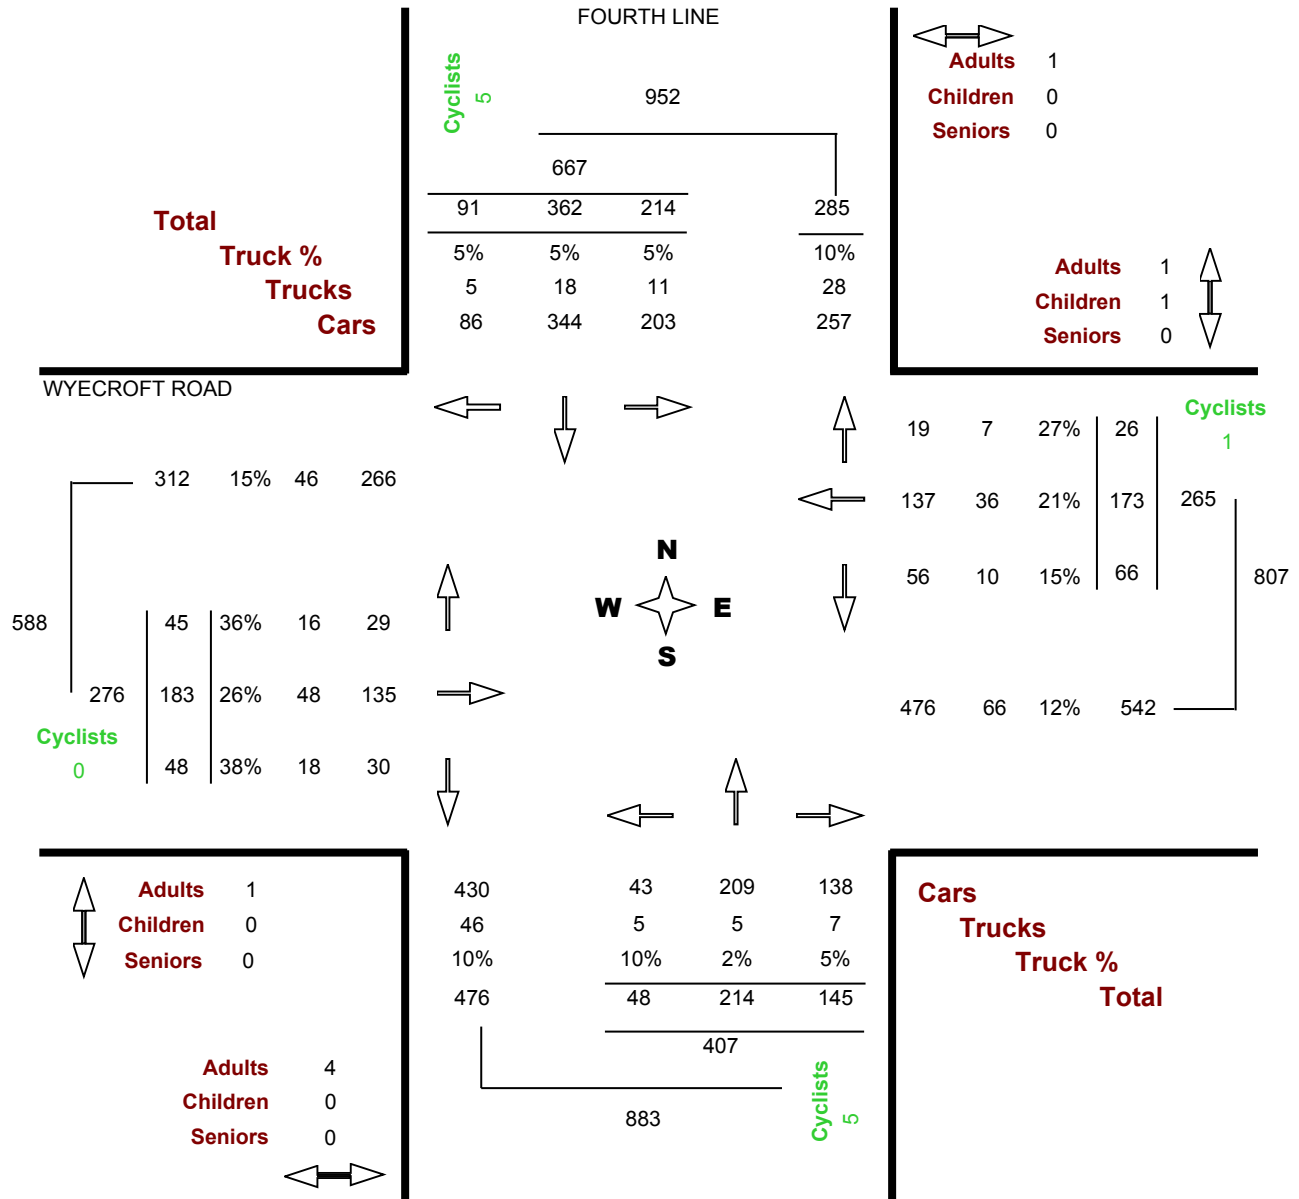 FOURTH LINE
Cyclists
5
952
Adults 1
Children 0
Seniors 0
667
91 362 214 285
5% 5% 5% 10%
5 18 11 28
86 344 203 257
Total
Truck %
Trucks
Cars
Adults 1
Children 1
Seniors 0
WYECROFT ROAD
Cyclists
1
19 7 27% 26
312 15% 46 266
137 36 21% 173 265
56 10 15% 66
807
N
W E
S
588
45 36% 16 29
276 183 26% 48 135
476 66 12% 542
Cyclists
0
48 38% 18 30
Adults 1
Children 0
Seniors 0
430 43 209 138
46 5 5 7
10% 10% 2% 5%
476 48 214 145
407
883
Cyclists
5
Cars
Trucks
Truck %
Total
Adults 4
Children 0
Seniors 0